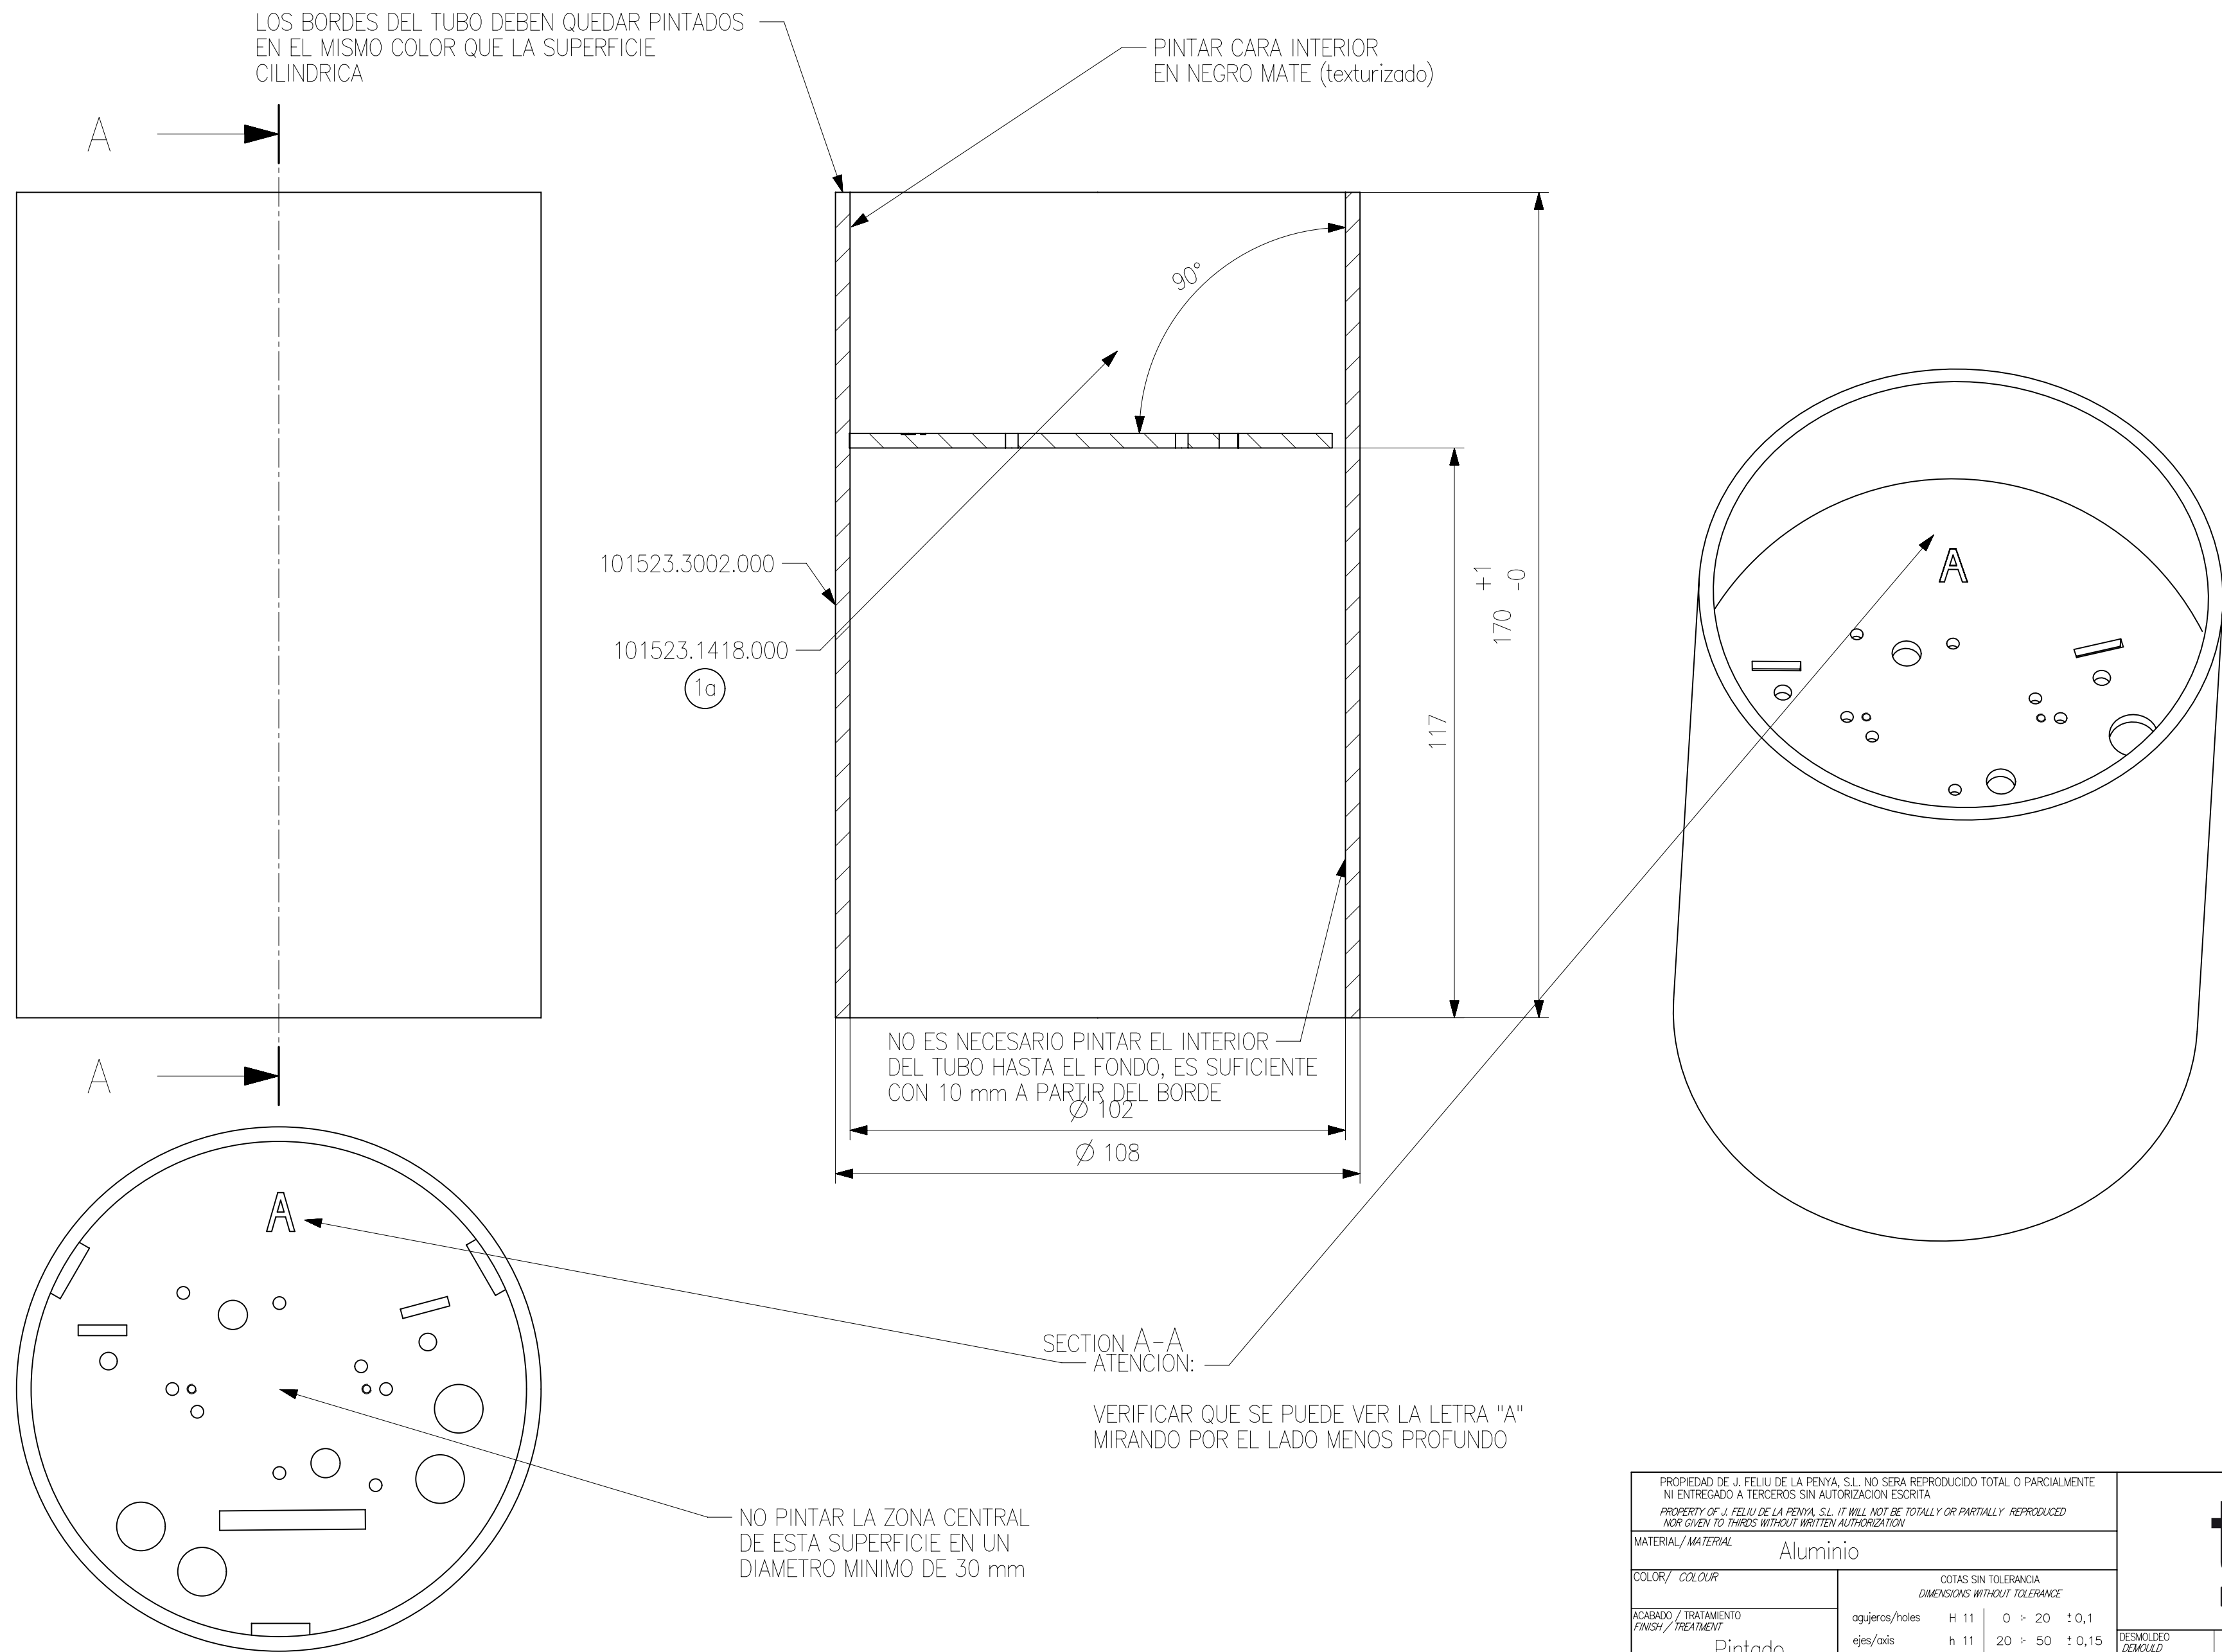 LOS BORDES DEL TUBO DEBEN QUEDAR PINTADOS
EN EL MISMO COLOR QUE LA SUPERFICIE
CILINDRICA
PINTAR CARA INTERIOR
EN NEGRO MATE (texturizado)
A
90°
101523.3002.000
101523.1418.000
1a
170 +1 -0
117
A
A
NO ES NECESARIO PINTAR EL INTERIOR
DEL TUBO HASTA EL FONDO, ES SUFICIENTE
CON 10 mm A PARTIR DEL BORDE
Ø 102
Ø 108
A
SECTION A-A
ATENCION:
VERIFICAR QUE SE PUEDE VER LA LETRA "A"
MIRANDO POR EL LADO MENOS PROFUNDO
NO PINTAR LA ZONA CENTRAL
DE ESTA SUPERFICIE EN UN
DIAMETRO MINIMO DE 30 mm
PROPIEDAD DE J. FELIU DE LA PENYA, S.L. NO SERA REPRODUCIDO TOTAL O PARCIALMENTE
NI ENTREGADO A TERCEROS SIN AUTORIZACION ESCRITA
PROPERTY OF J. FELIU DE LA PENYA, S.L. IT WILL NOT BE TOTALLY OR PARTIALLY REPRODUCED
NOR GIVEN TO THIRDS WITHOUT WRITTEN AUTHORIZATION
MATERIAL/ MATERIAL
Aluminio
COLOR/ COLOUR
COTAS SIN TOLERANCIA
DIMENSIONS WITHOUT TOLERANCE
ACABADO / TRATAMIENTO
FINISH / TREATMENT
Pintado
agujeros/holes H 11 0 ÷ 20 ±0,1
ejes/axis h 11 20 ÷ 50 ±0,15
DESMOLDEO
DEMOULD